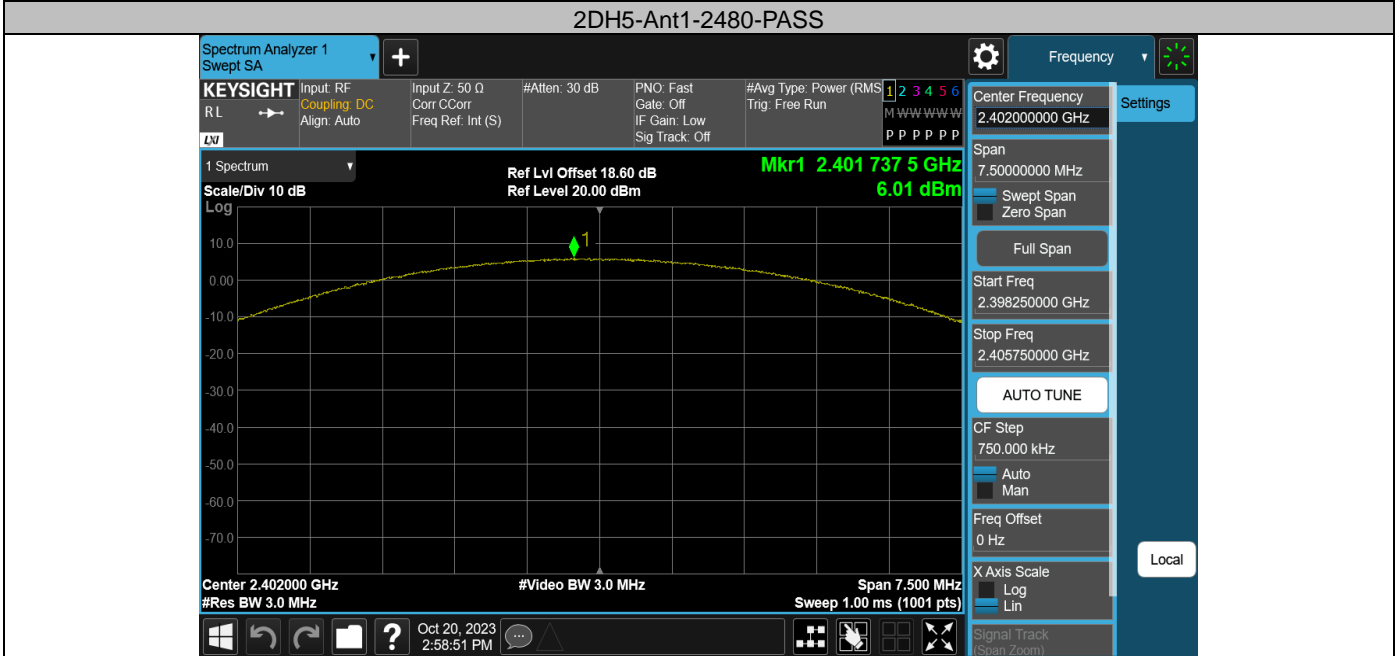 2DH5-Ant1-2480-PASS
Spectrum Analyzer 1
Swept SA
+
Frequency
KEYSIGHT
RL
LXI
Input: RF
Coupling: DC
Align: Auto
Input Z: 50 Ω
Corr CCorr
Freq Ref: Int (S)
#Atten: 30 dB
PNO: Fast
Gate: Off
IF Gain: Low
Sig Track: Off
#Avg Type: Power (RMS
Trig: Free Run
1 2 3 4 5 6
M W W W W W
P P P P P P
1 Spectrum
Scale/Div 10 dB
Log
Ref Lvl Offset 18.60 dB
Ref Level 20.00 dBm
Mkr1 2.401 737 5 GHz
6.01 dBm
1
10.0
0.00
-10.0
-20.0
-30.0
-40.0
-50.0
-60.0
-70.0
Center 2.402000 GHz
#Res BW 3.0 MHz
#Video BW 3.0 MHz
Span 7.500 MHz
Sweep 1.00 ms (1001 pts)
Center Frequency
2.402000000 GHz
Span
7.50000000 MHz
Swept Span
Zero Span
Full Span
Start Freq
2.398250000 GHz
Stop Freq
2.405750000 GHz
AUTO TUNE
CF Step
750.000 kHz
Auto
Man
Freq Offset
0 Hz
X Axis Scale
Log
Lin
Signal Track
(Span Zoom)
Settings
Local
?
Oct 20, 2023
2:58:51 PM